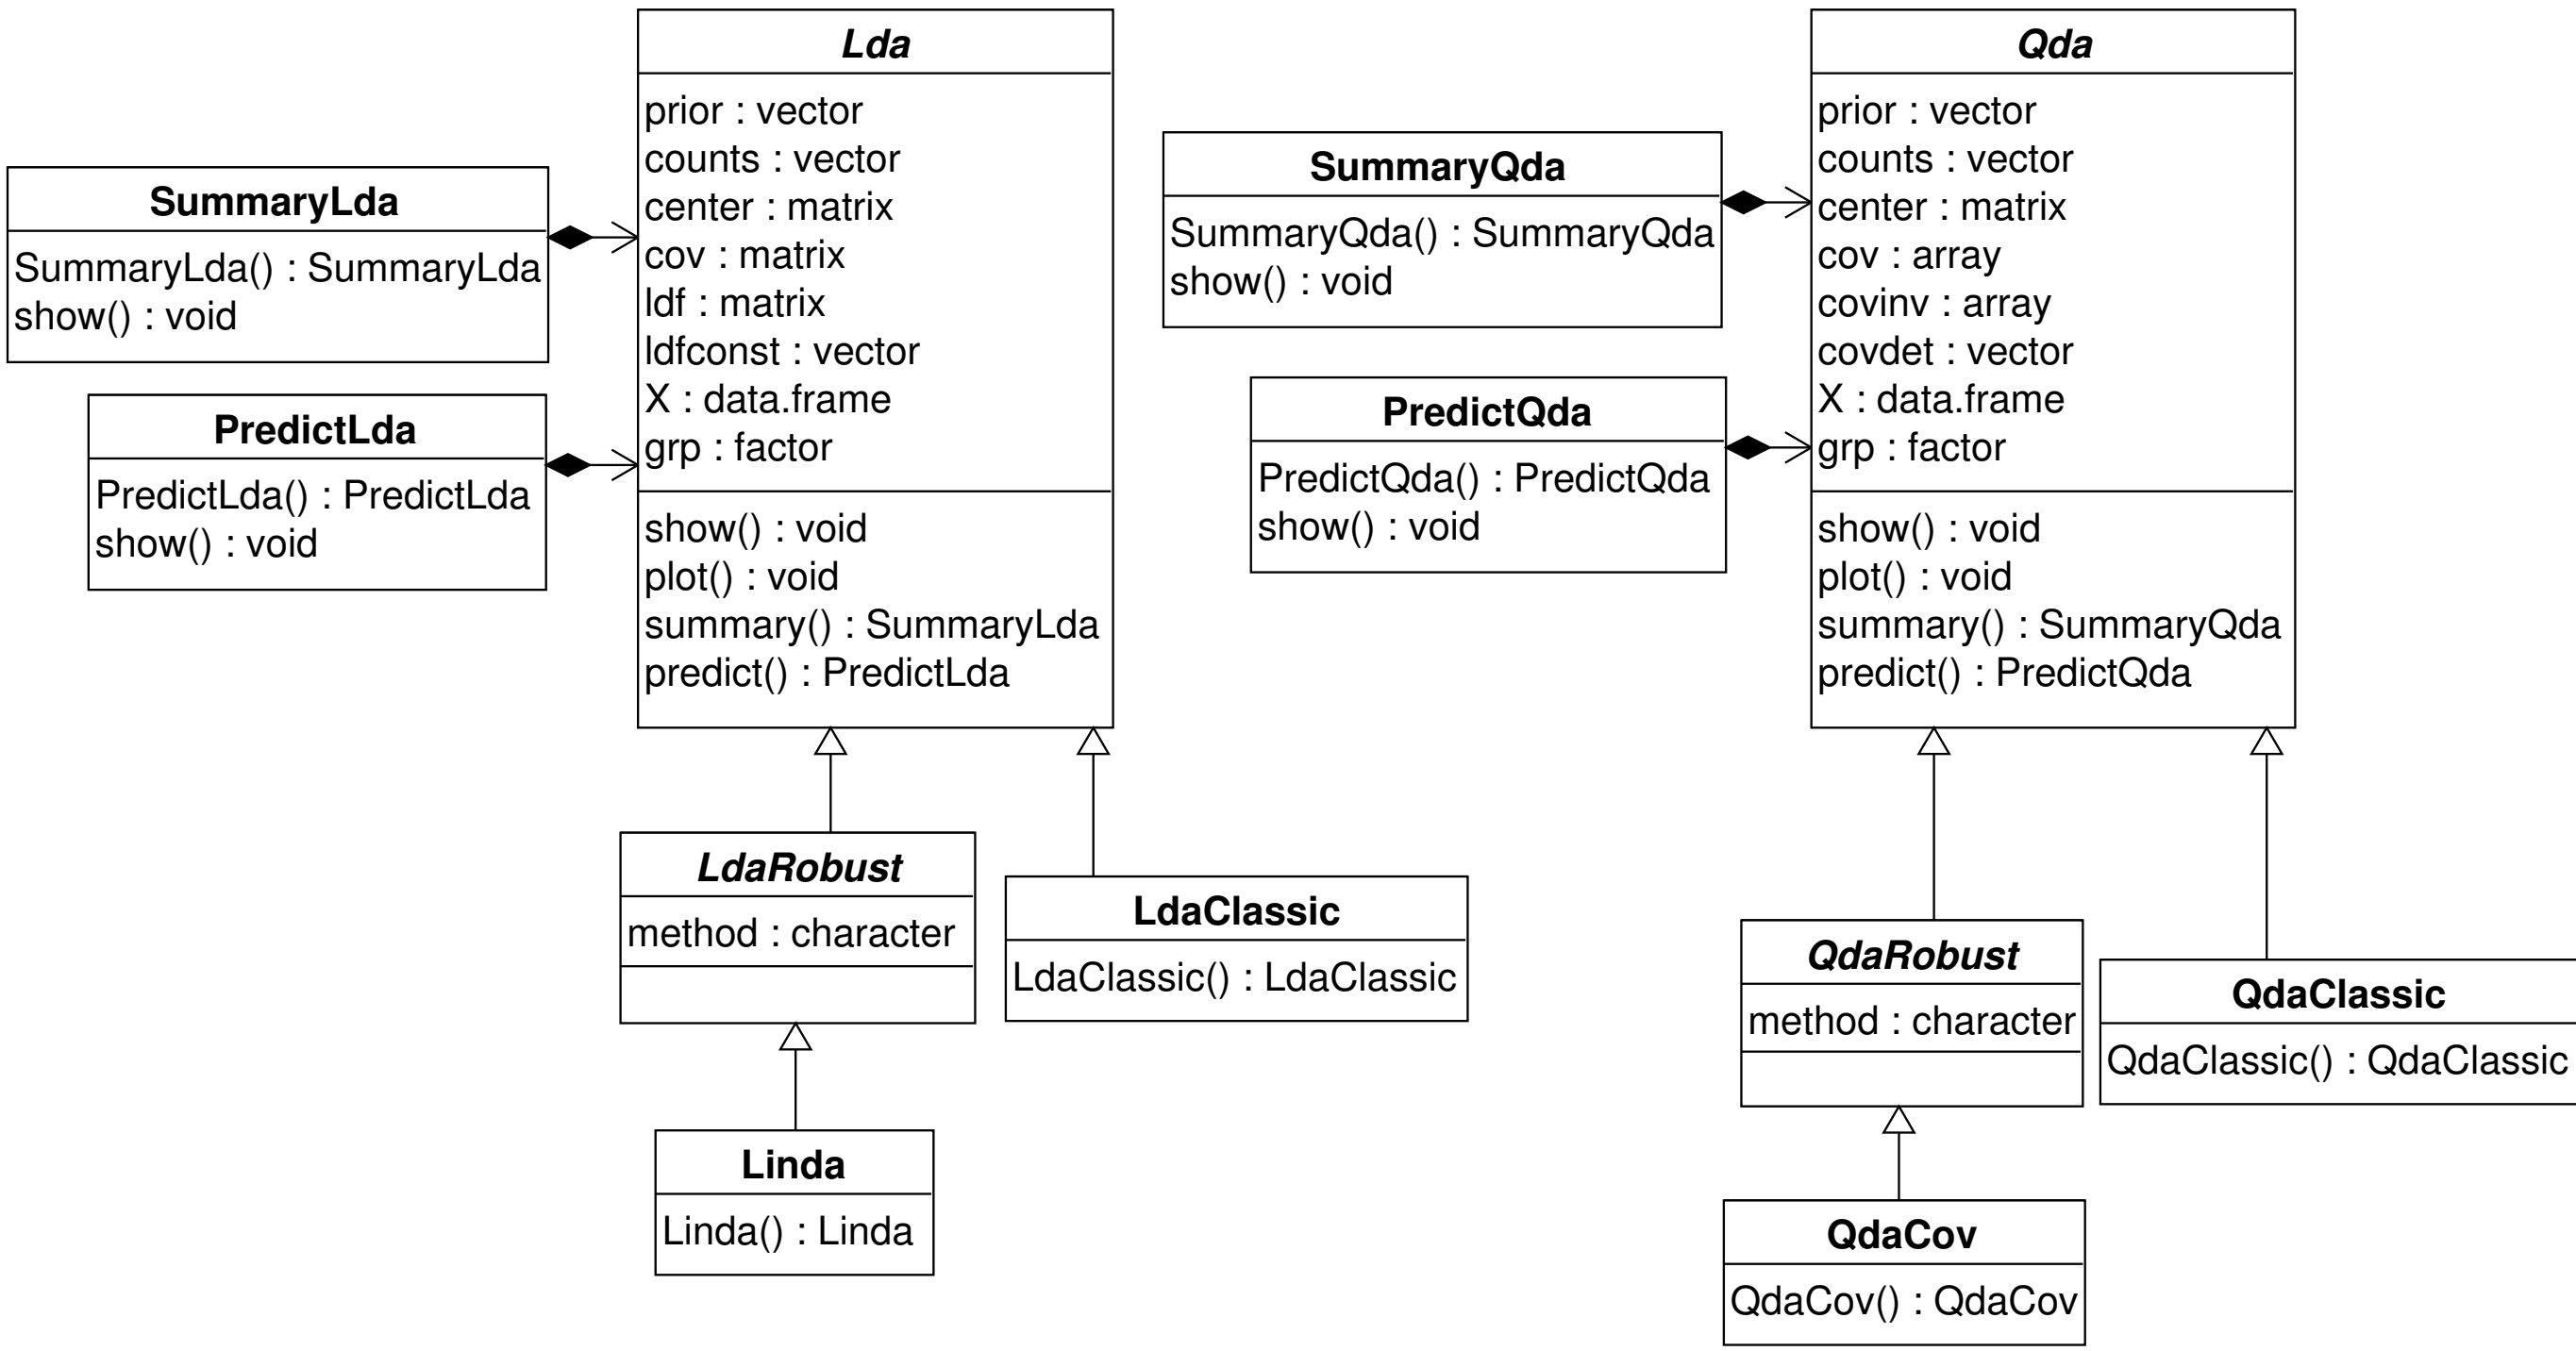 Lda
prior : vector
counts : vector
center : matrix
cov : matrix
ldf : matrix
ldfconst : vector
X : data.frame
grp : factor
show() : void
plot() : void
summary() : SummaryLda
predict() : PredictLda
SummaryLda
SummaryLda() : SummaryLda
show() : void
PredictLda
PredictLda() : PredictLda
show() : void
LdaRobust
method : character
LdaClassic
LdaClassic() : LdaClassic
Linda
Linda() : Linda
Qda
prior : vector
counts : vector
center : matrix
cov : array
covinv : array
covdet : vector
X : data.frame
grp : factor
show() : void
plot() : void
summary() : SummaryQda
predict() : PredictQda
SummaryQda
SummaryQda() : SummaryQda
show() : void
PredictQda
PredictQda() : PredictQda
show() : void
QdaRobust
method : character
QdaClassic
QdaClassic() : QdaClassic
QdaCov
QdaCov() : QdaCov